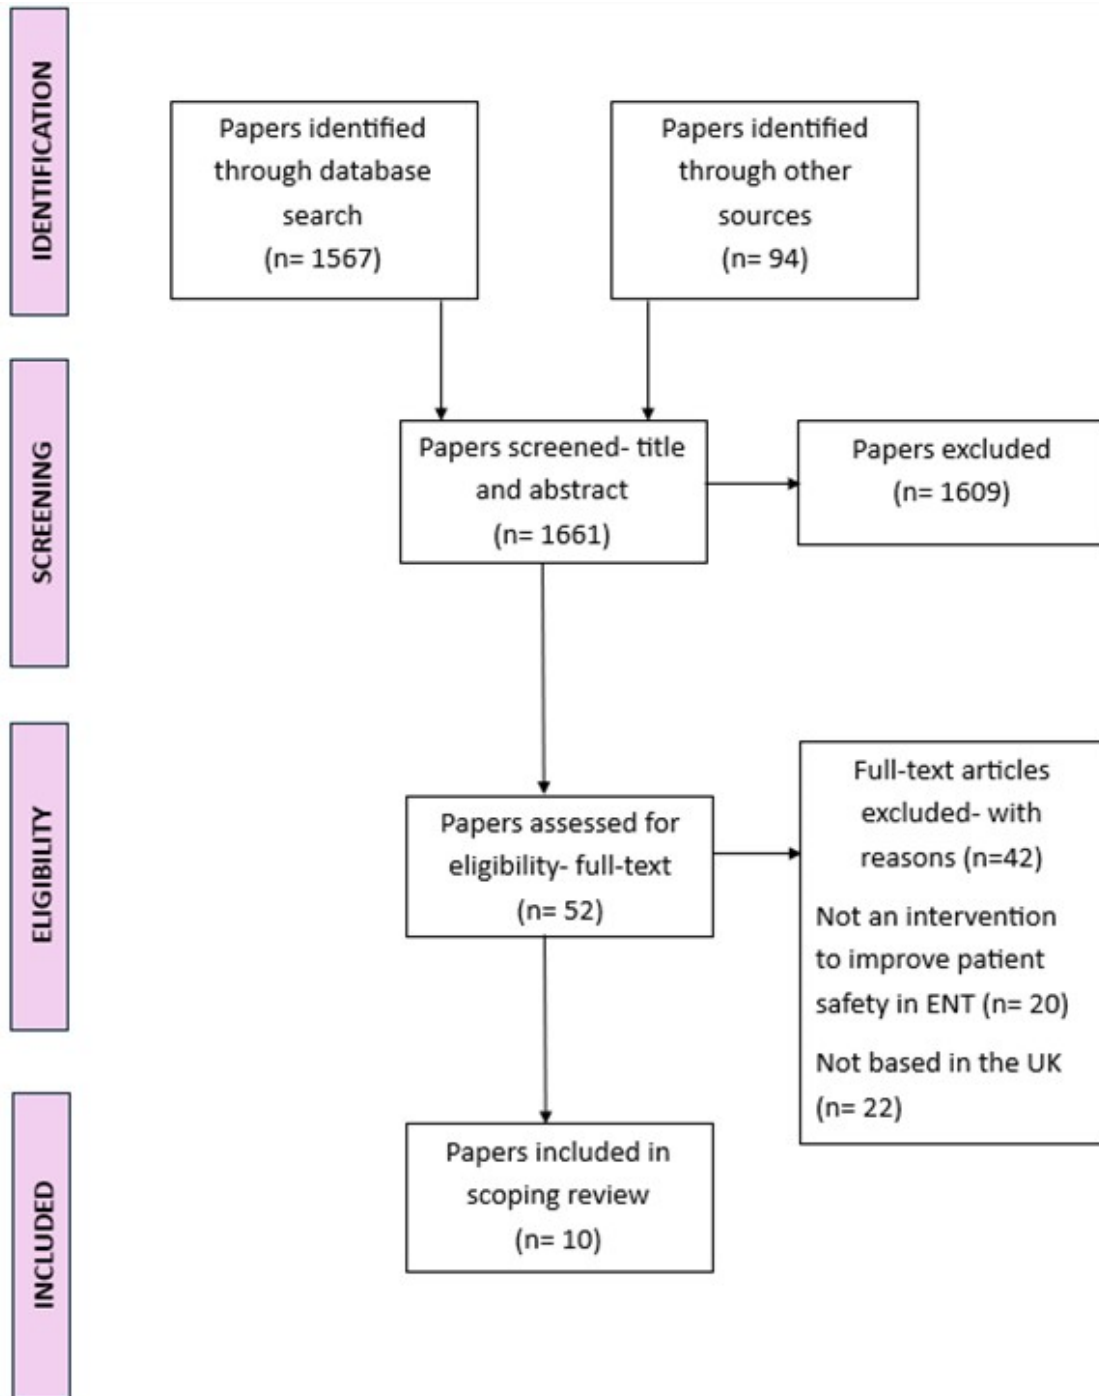 IDENTIFICATION
Papers identified
through database
search
(n= 1567)
Papers identified
through other
sources
(n= 94)
SCREENING
Papers screened- title
and abstract
(n= 1661)
Papers excluded
(n= 1609)
ELIGIBILITY
Papers assessed for
eligibility- full-text
(n= 52)
Full-text articles
excluded- with
reasons (n=42)
Not an intervention
to improve patient
safety in ENT (n= 20)
Not based in the UK
(n= 22)
INCLUDED
Papers included in
scoping review
(n= 10)